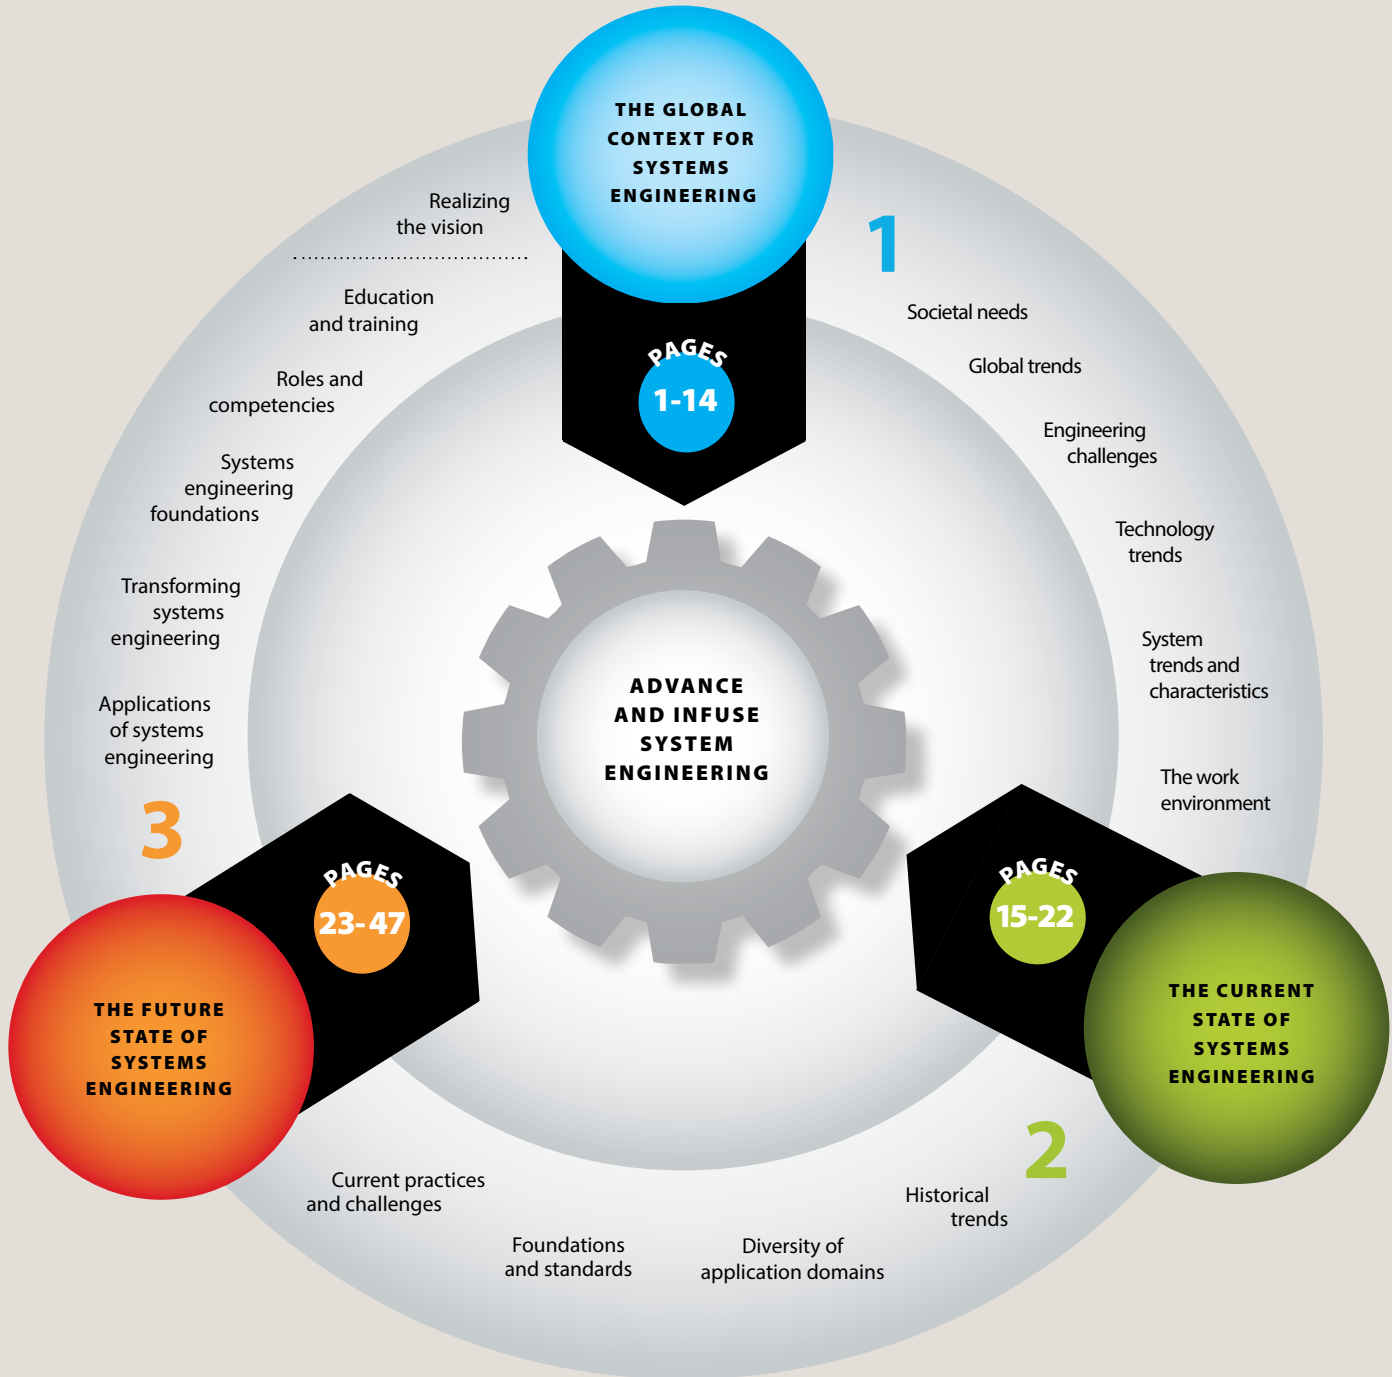 THE GLOBAL
CONTEXT FOR
SYSTEMS
ENGINEERING
PAGES
1-14
1
Societal needs
Global trends
Engineering
challenges
Technology
trends
System
trends and
characteristics
The work
environment
THE CURRENT
STATE OF
SYSTEMS
ENGINEERING
PAGES
15-22
2
Historical
trends
Diversity of
application domains
Foundations
and standards
Current practices
and challenges
THE FUTURE
STATE OF
SYSTEMS
ENGINEERING
PAGES
23-47
3
Applications
of systems
engineering
Transforming
systems
engineering
Systems
engineering
foundations
Roles and
competencies
Education
and training
Realizing
the vision
ADVANCE
AND INFUSE
SYSTEM
ENGINEERING